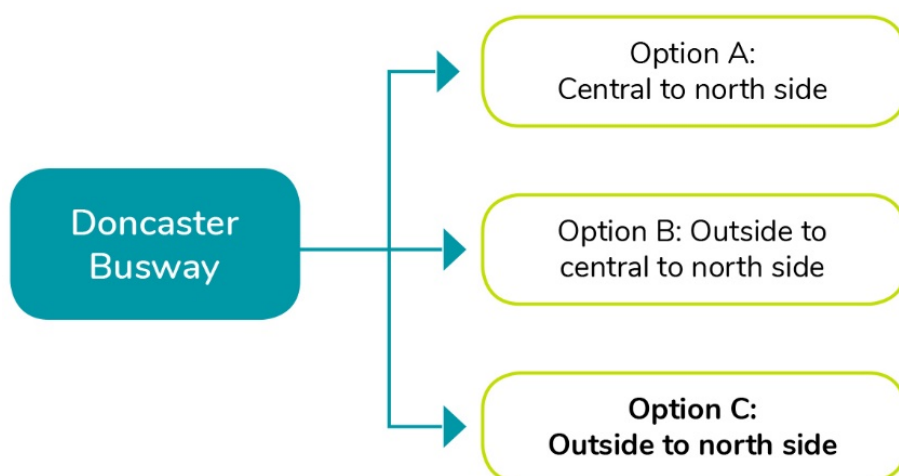 Doncaster
Busway
Option A:
Central to north side
Option B: Outside to
central to north side
Option C:
Outside to north side